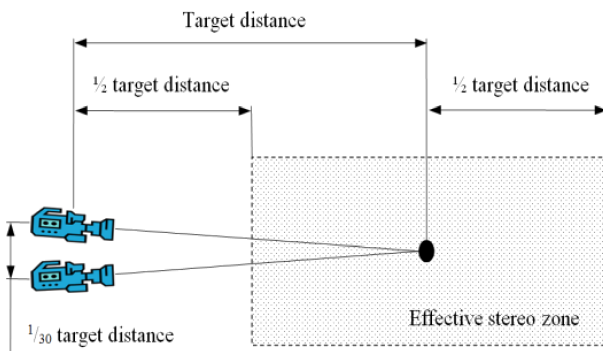 Target distance
½ target distance
½ target distance
Effective stereo zone
1/30 target distance